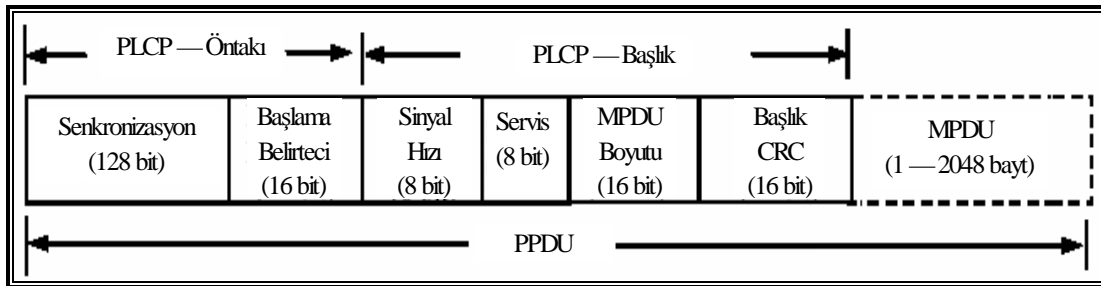 PLCP — Öntakı
PLCP — Başlık
Senkronizasyon
(128 bit)
Başlama
Belirteci
(16 bit)
Sinyal
Hızı
(8 bit)
Servis
(8 bit)
MPDU
Boyutu
(16 bit)
Başlık
CRC
(16 bit)
MPDU
(1 — 2048 bayt)
PPDU